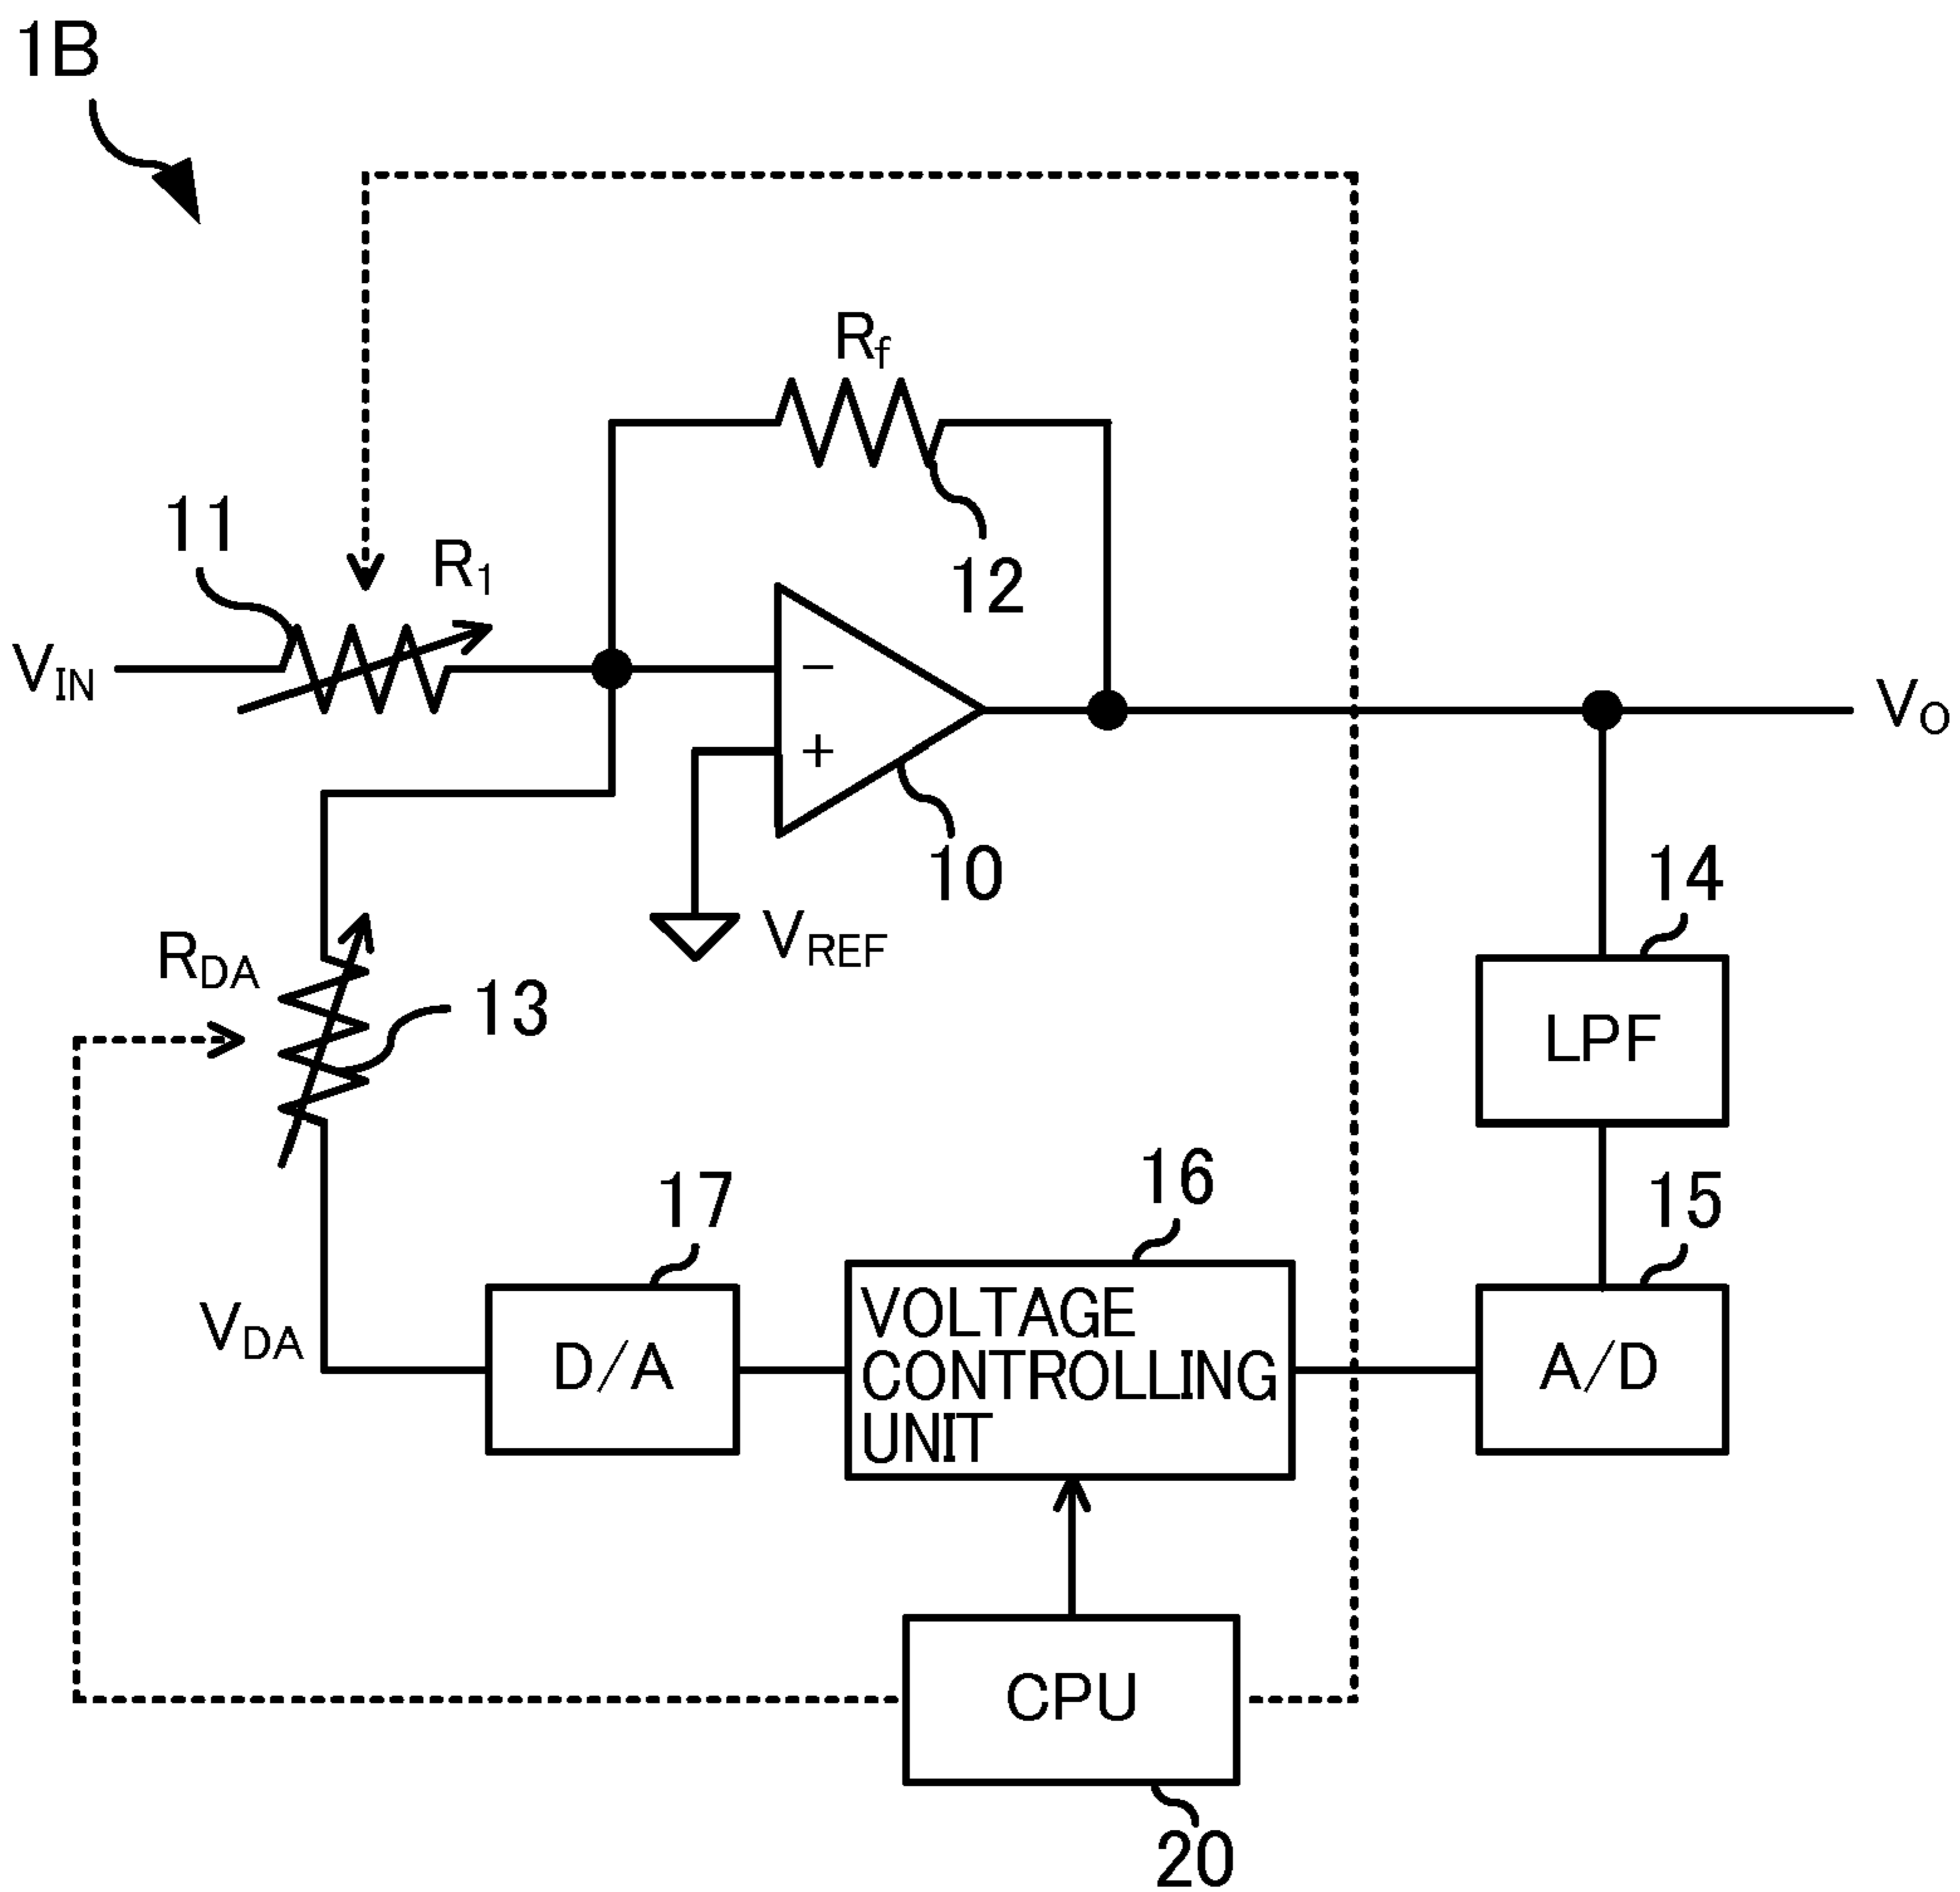 1B
Rf
11
R1
12
VIN
−
+
VO
10
14
VREF
RDA
13
LPF
16
17
15
VDA
D/A
VOLTAGE
CONTROLLING
UNIT
A/D
CPU
20